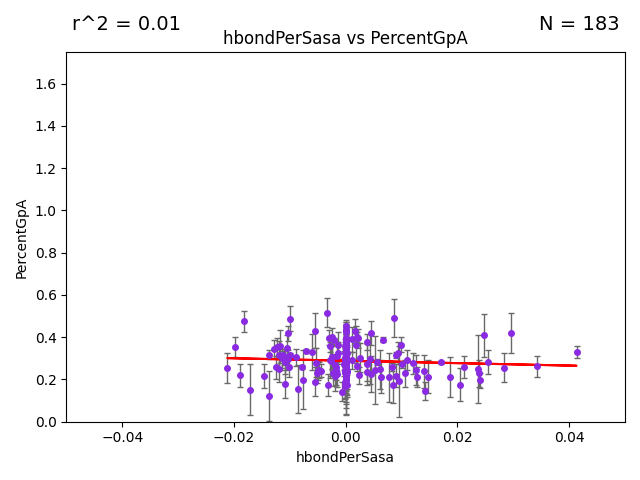 r^2 = 0.01
N = 183
hbondPerSasa vs PercentGpA
PercentGpA
1.6
1.4
1.2
1.0
0.8
0.6
0.4
0.2
0.0
−0.04
−0.02
0.00
0.02
0.04
hbondPerSasa